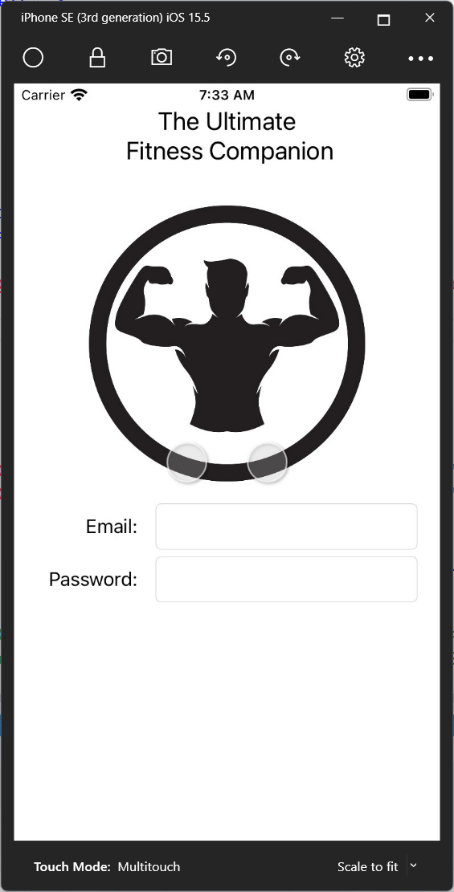 iPhone SE (3rd generation) iOS 15.5
Carrier 7:33 AM
The Ultimate
Fitness Companion
Email:
Password:
Touch Mode: Multitouch Scale to fit